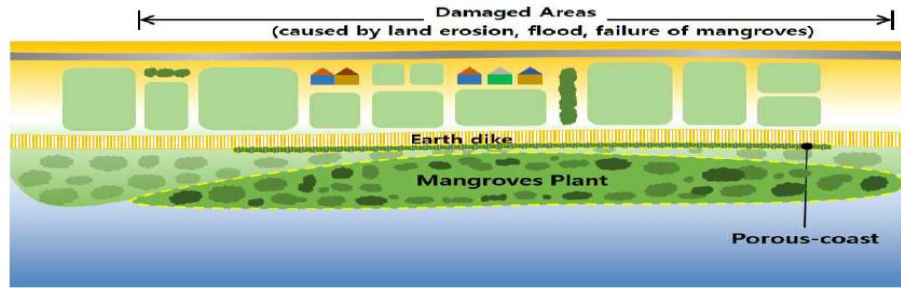 Damaged Areas
(caused by land erosion, flood, failure of mangroves)
Earth dike
Mangroves Plant
Porous-coast